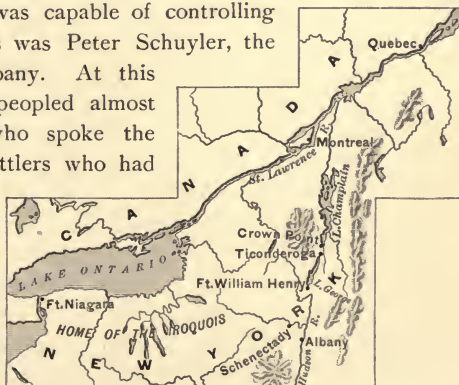 was capable of controlling
s was Peter Schuyler, the
pany. At this
peopled almost
who spoke the
ttlers who had
Quebec
Montreal
R.
St. Lawrence
CANADA
L. Champlain
Crown Point
Ticonderoga
LAKE ONTARIO
Ft. William Henry
L. George
Ft. Niagara
HOME OF THE IROQUOIS
NEW YORK
Schenectady
Albany
Hudson R.